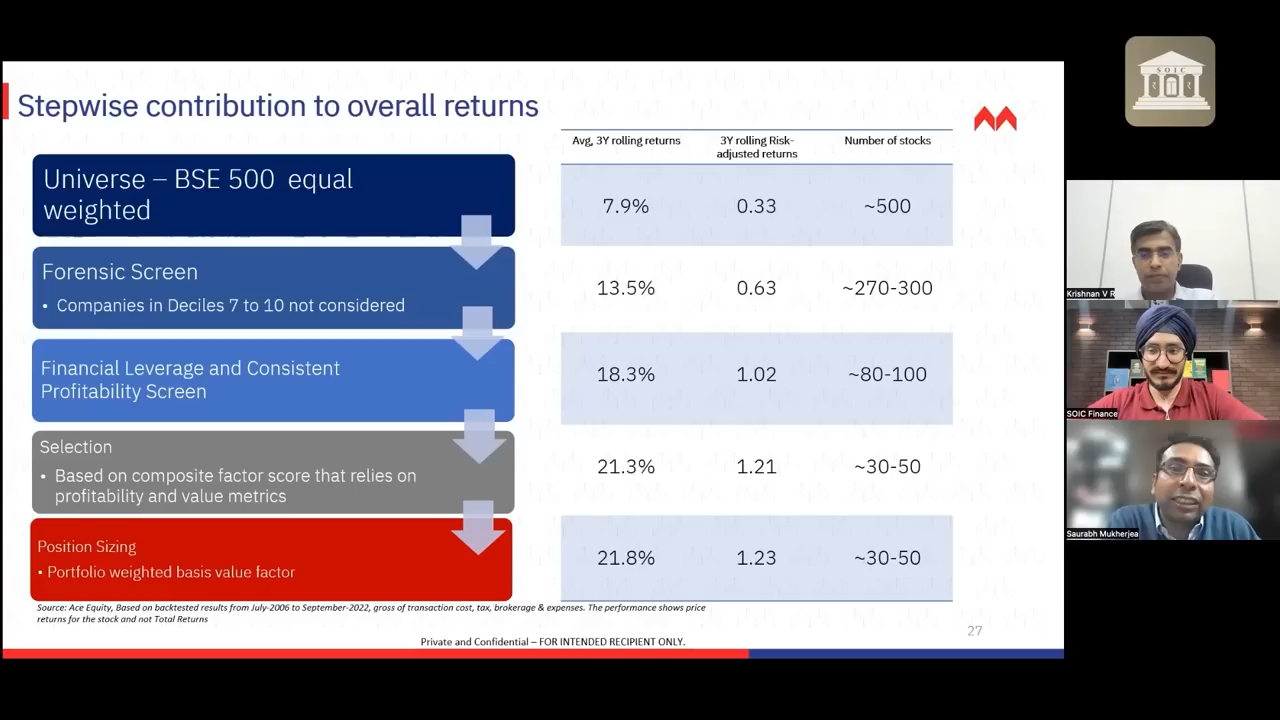 SOIC
Stepwise contribution to overall returns
Avg, 3Y rolling returns
3Y rolling Risk-
adjusted returns
Number of stocks
Universe – BSE 500 equal
weighted
7.9%
0.33
~500
Forensic Screen
• Companies in Deciles 7 to 10 not considered
13.5%
0.63
~270-300
Financial Leverage and Consistent
Profitability Screen
18.3%
1.02
~80-100
Selection
• Based on composite factor score that relies on
profitability and value metrics
21.3%
1.21
~30-50
Position Sizing
• Portfolio weighted basis value factor
21.8%
1.23
~30-50
Source: Ace Equity, Based on backtested results from July-2006 to September-2022, gross of transaction cost, tax, brokerage & expenses. The performance shows price
returns for the stock and not Total Returns
27
Private and Confidential – FOR INTENDED RECIPIENT ONLY.
Krishnan V R
SOIC Finance
Saurabh Mukherjea